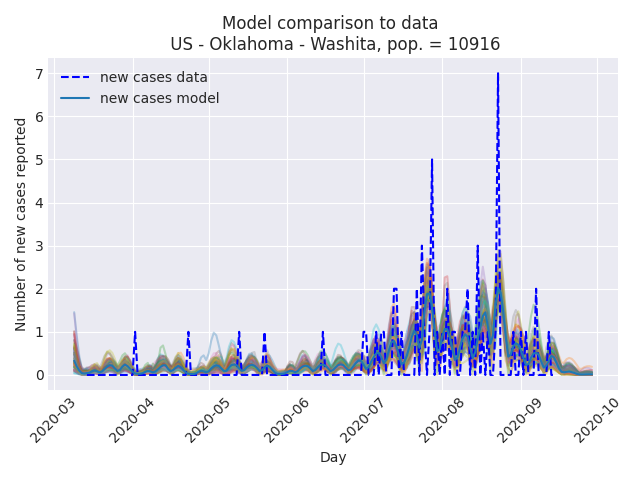 Model comparison to data
US - Oklahoma - Washita, pop. = 10916
new cases data
new cases model
Number of new cases reported
7
6
5
4
3
2
1
0
2020-03
2020-04
2020-05
2020-06
2020-07
2020-08
2020-09
2020-10
Day